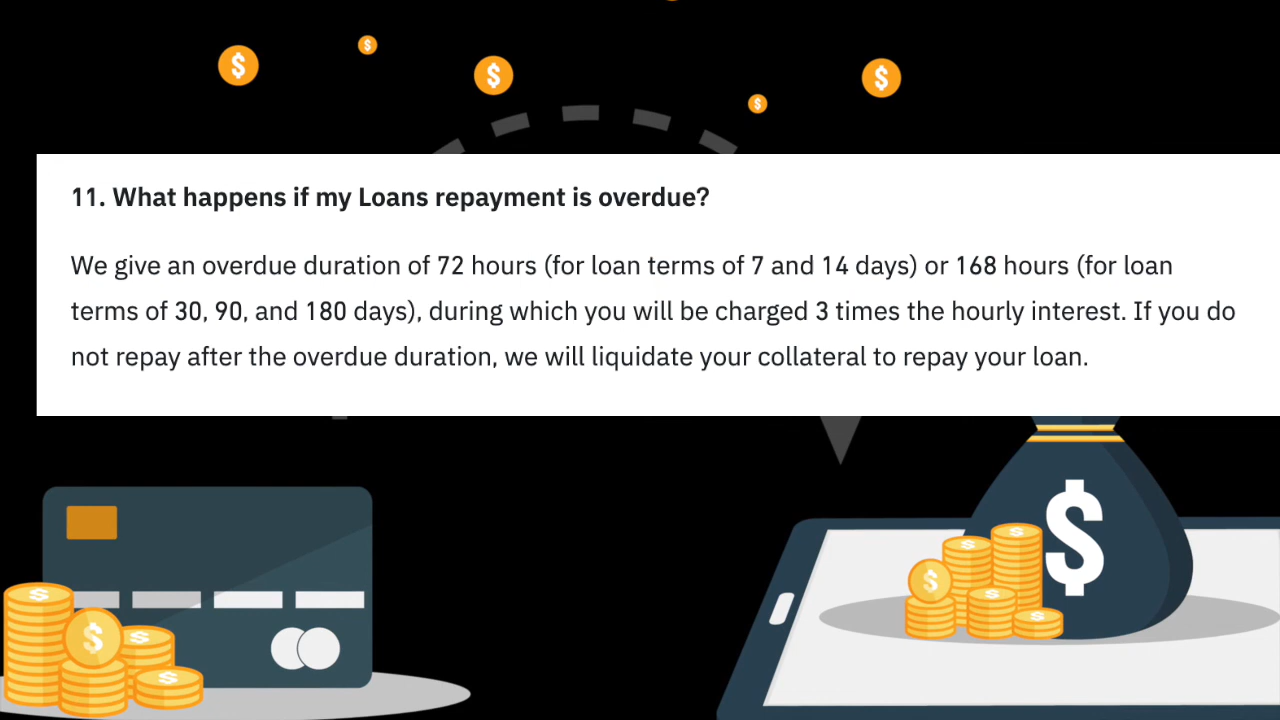 11. What happens if my Loans repayment is overdue?
We give an overdue duration of 72 hours (for loan terms of 7 and 14 days) or 168 hours (for loan
terms of 30, 90, and 180 days), during which you will be charged 3 times the hourly interest. If you do
not repay after the overdue duration, we will liquidate your collateral to repay your loan.